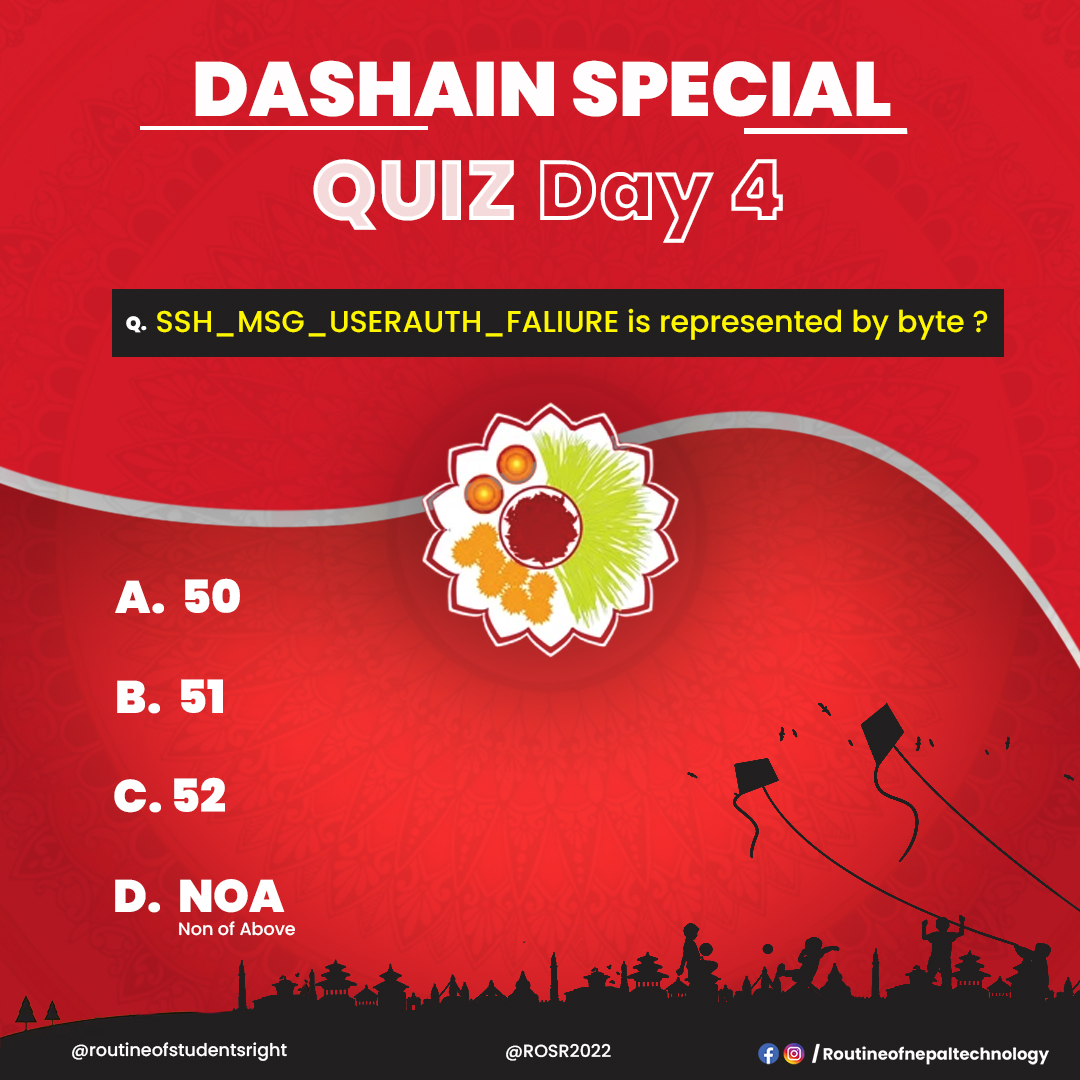 DASHAIN SPECIAL
QUIZ Day 4
Q. SSH_MSG_USERAUTH_FALIURE is represented by byte ?
A. 50
B. 51
C. 52
D. NOA
Non of Above
@routineofstudentsright
@ROSR2022
/Routineofnepaltechnology